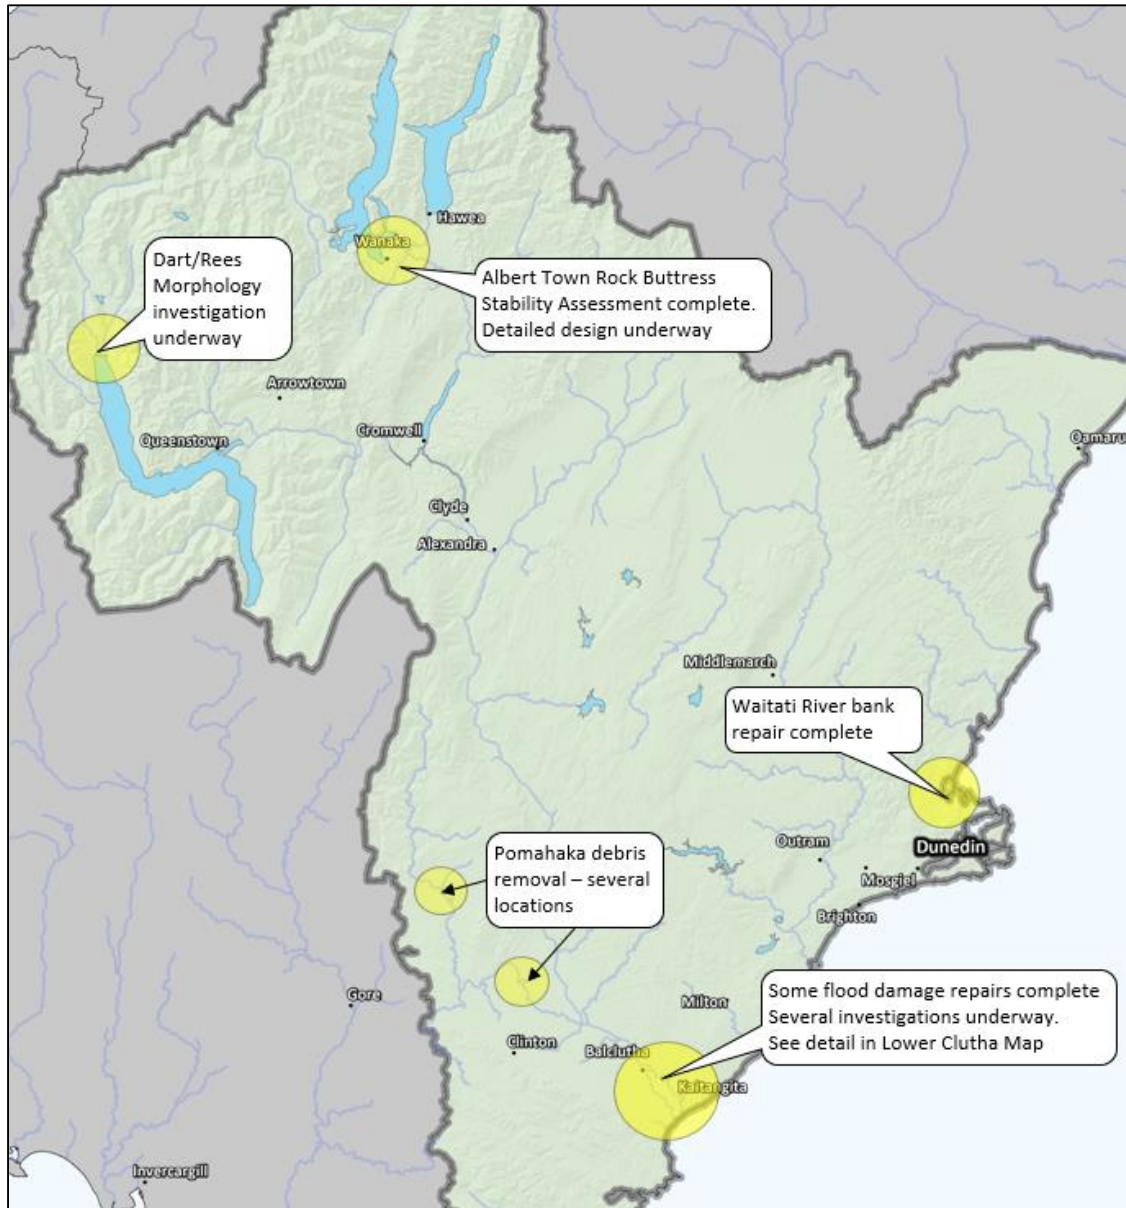 Hawea
Wanaka
Dart/Rees
Morphology
investigation
underway
Albert Town Rock Buttress
Stability Assessment complete.
Detailed design underway
Arrowtown
Queenstown
Cromwell
Oamaru
Clyde
Alexandra
Middlemarch
Waitati River bank
repair complete
Pomahaka debris
removal – several
locations
Outram
Dunedin
Mosgiel
Brighton
Gore
Milton
Some flood damage repairs complete
Several investigations underway.
See detail in Lower Clutha Map
Clinton
Balclutha
Kaitangita
Invercargill